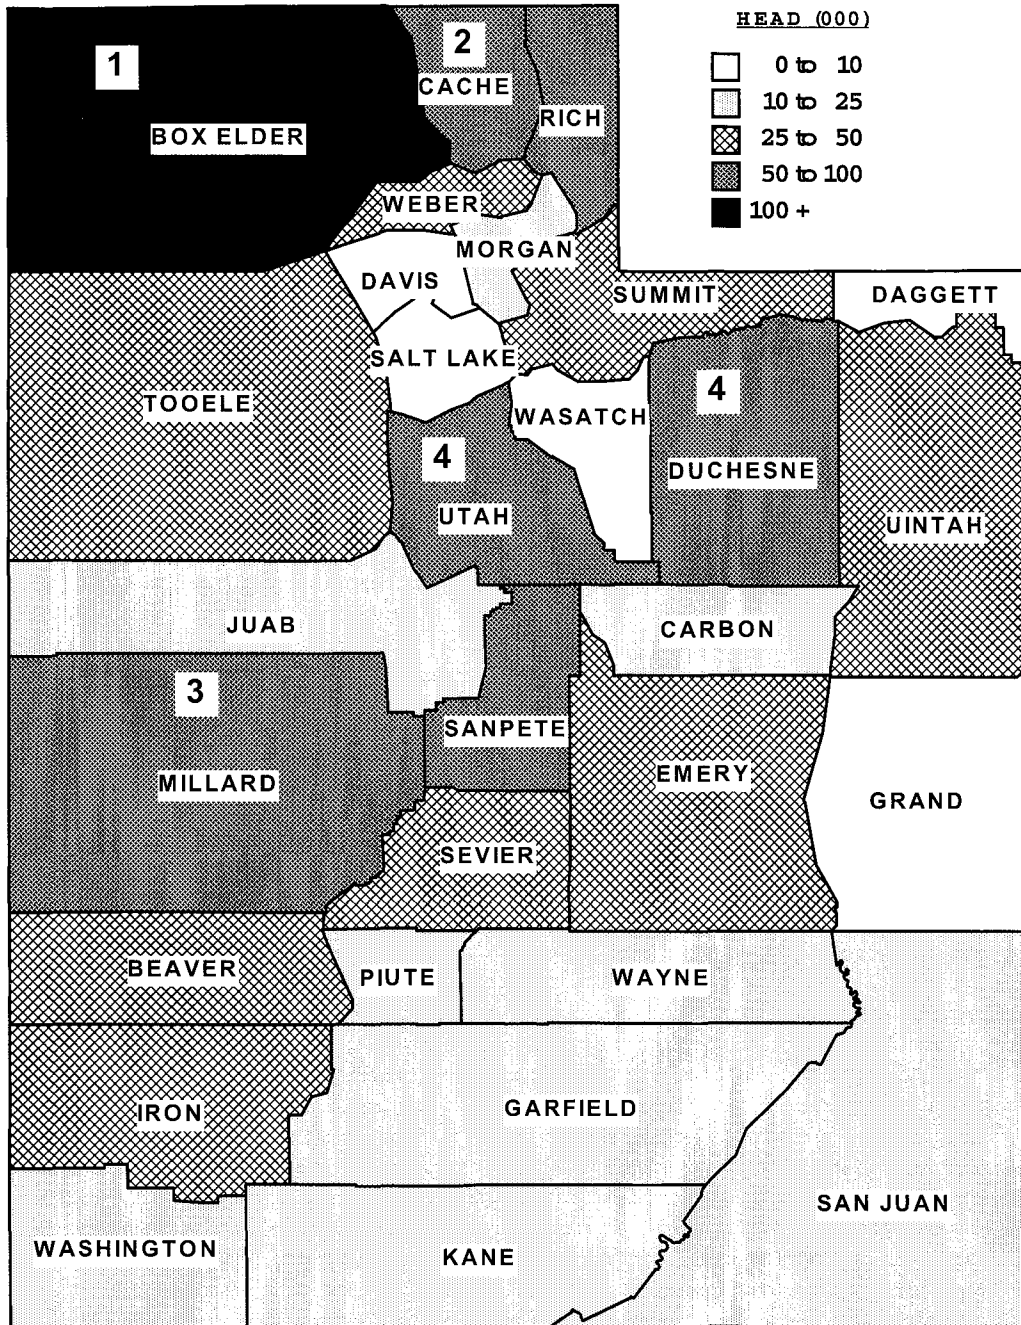 HEAD (000)
0 to 10
10 to 25
25 to 50
50 to 100
100 +
1
2
CACHE
RICH
BOX ELDER
WEBER
MORGAN
DAVIS
SUMMIT
DAGGETT
SALT LAKE
TOOELE
WASATCH
4
DUCHESNE
4
UTAH
UINTAH
JUAB
CARBON
3
SANPETE
MILLARD
EMERY
GRAND
SEVIER
BEAVER
PIUTE
WAYNE
IRON
GARFIELD
SAN JUAN
WASHINGTON
KANE